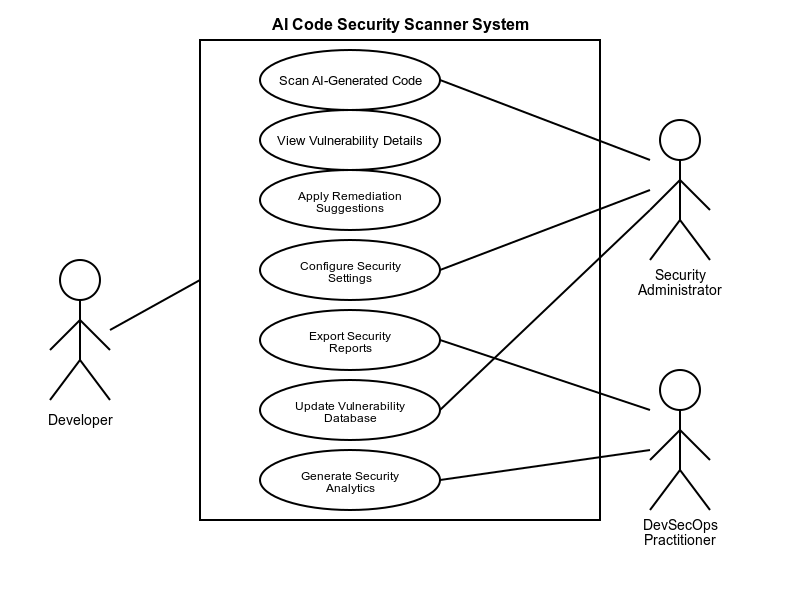 AI Code Security Scanner System
Scan AI-Generated Code
View Vulnerability Details
Apply Remediation
Suggestions
Configure Security
Settings
Export Security
Reports
Update Vulnerability
Database
Generate Security
Analytics
Developer
Security
Administrator
DevSecOps
Practitioner